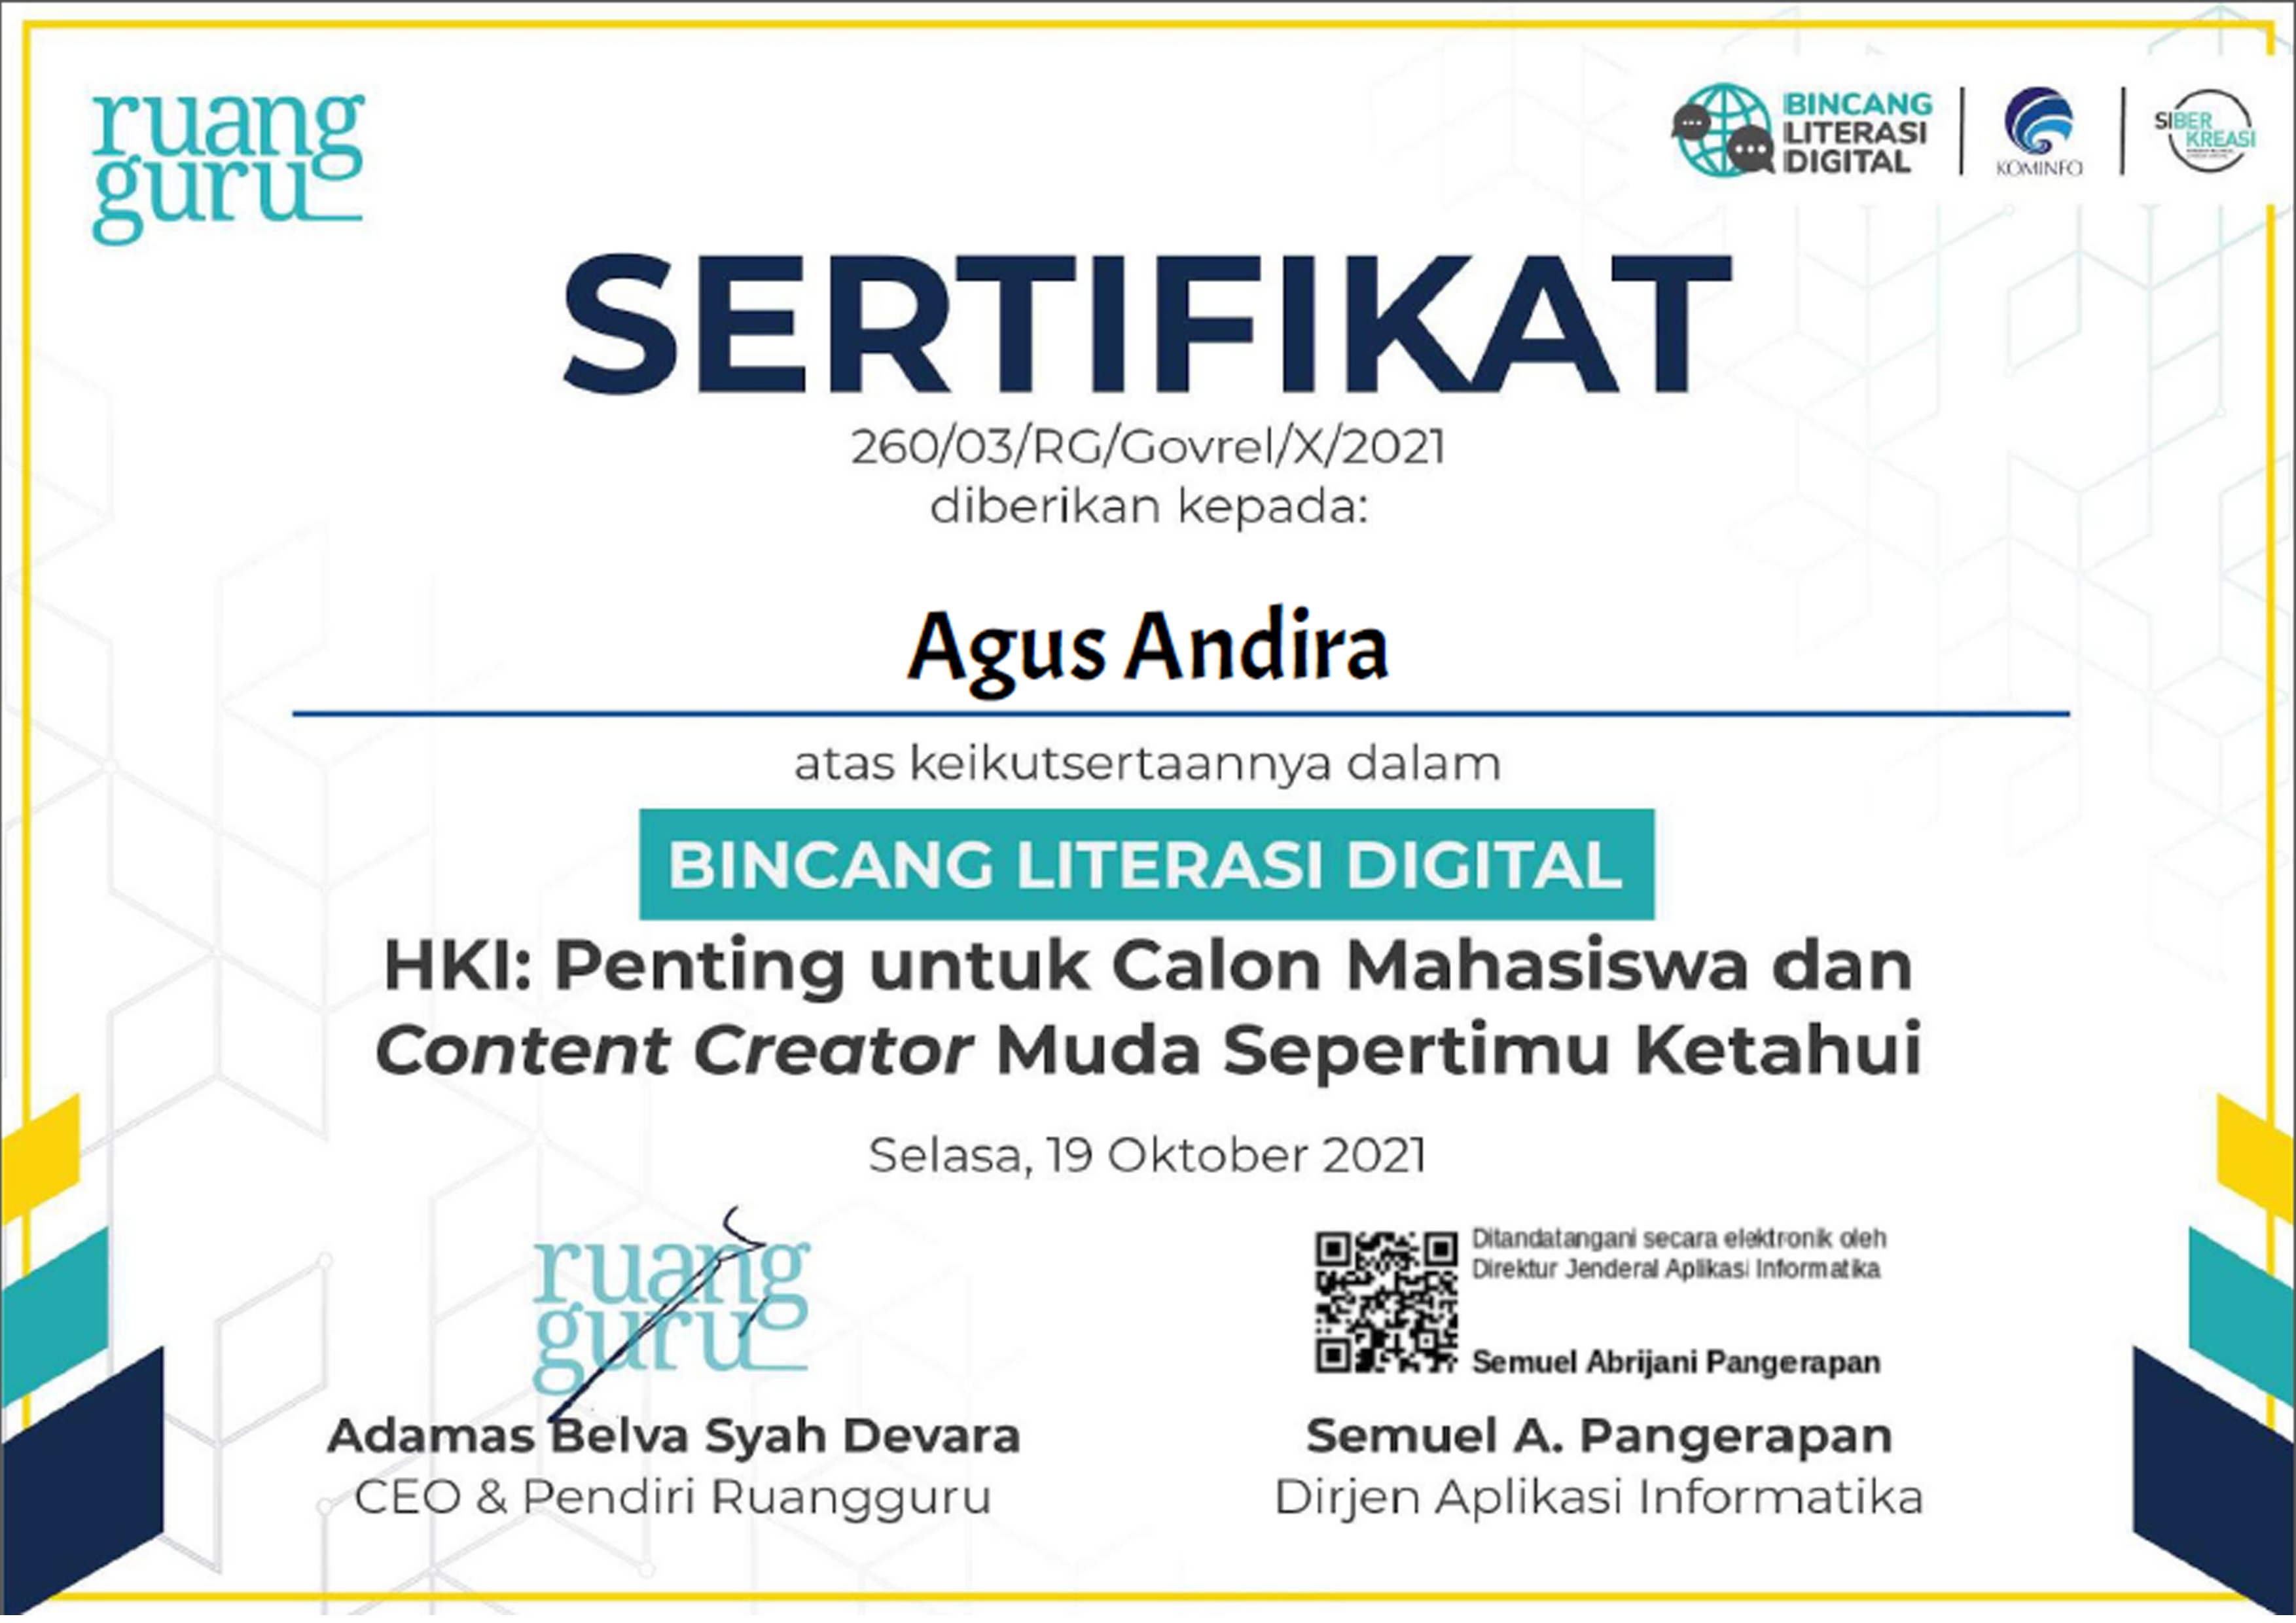 ruang
guru
BINCANG
LITERASI
DIGITAL
KOMINFO
SIBER
KREASI
SERTIFIKAT
260/03/RG/Govrel/X/2021
diberikan kepada:
Agus Andira
atas keikutsertaannya dalam
BINCANG LITERASI DIGITAL
HKI: Penting untuk Calon Mahasiswa dan
Content Creator Muda Sepertimu Ketahui
Selasa, 19 Oktober 2021
ruang
guru
Adamas Belva Syah Devara
CEO & Pendiri Ruangguru
Ditandatangani secara elektronik oleh
Direktur Jenderal Aplikasi Informatika
Semuel Abrijani Pangerapan
Semuel A. Pangerapan
Dirjen Aplikasi Informatika